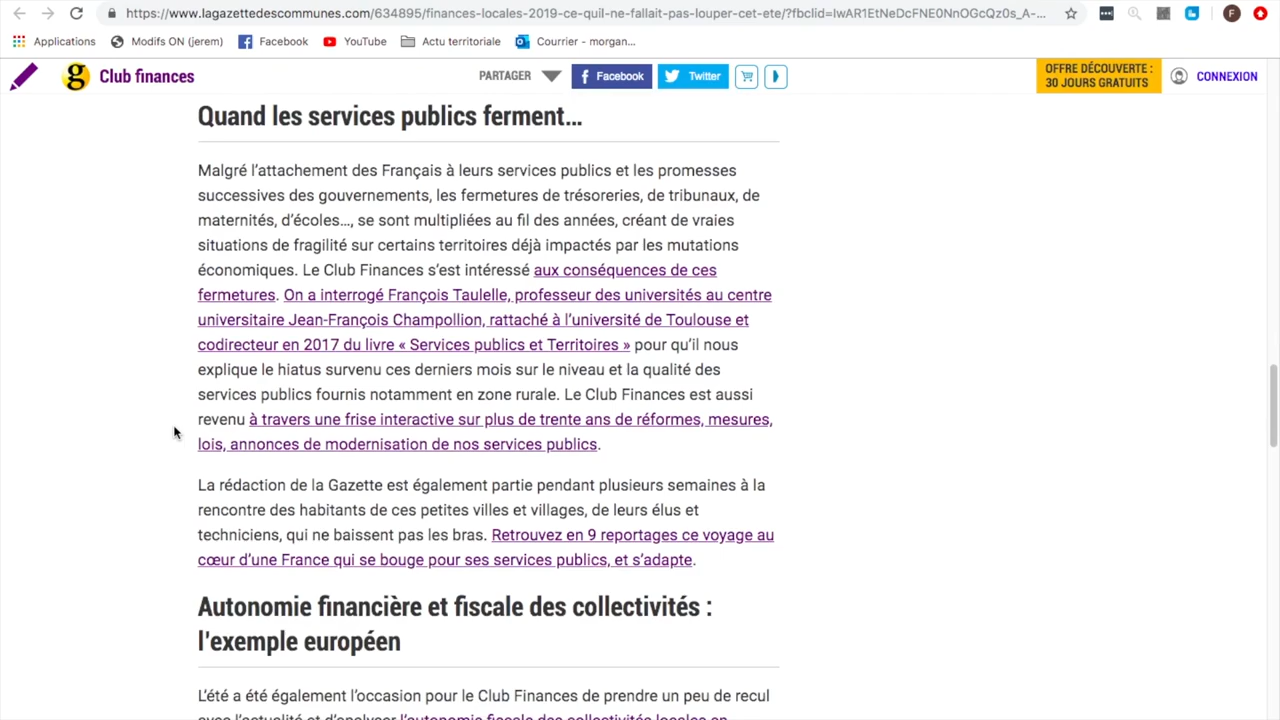 https://www.lagazettedescommunes.com/634895/finances-locales-2019-ce-quil-ne-fallait-pas-louper-cet-ete/?fbclid=IwAR1EtNeDcFNE0NnOGcQz0s_A-...
F
Applications
Modifs ON (jerem)
Facebook
YouTube
Actu territoriale
Courrier - morgan...
g Club finances
PARTAGER
Facebook
Twitter
OFFRE DÉCOUVERTE :
30 JOURS GRATUITS
CONNEXION
Quand les services publics ferment…
Malgré l’attachement des Français à leurs services publics et les promesses
successives des gouvernements, les fermetures de trésoreries, de tribunaux, de
maternités, d’écoles…, se sont multipliées au fil des années, créant de vraies
situations de fragilité sur certains territoires déjà impactés par les mutations
économiques. Le Club Finances s’est intéressé aux conséquences de ces
fermetures. On a interrogé François Taulelle, professeur des universités au centre
universitaire Jean-François Champollion, rattaché à l’université de Toulouse et
codirecteur en 2017 du livre « Services publics et Territoires » pour qu’il nous
explique le hiatus survenu ces derniers mois sur le niveau et la qualité des
services publics fournis notamment en zone rurale. Le Club Finances est aussi
revenu à travers une frise interactive sur plus de trente ans de réformes, mesures,
lois, annonces de modernisation de nos services publics.
La rédaction de la Gazette est également partie pendant plusieurs semaines à la
rencontre des habitants de ces petites villes et villages, de leurs élus et
techniciens, qui ne baissent pas les bras. Retrouvez en 9 reportages ce voyage au
cœur d’une France qui se bouge pour ses services publics, et s’adapte.
Autonomie financière et fiscale des collectivités :
l’exemple européen
L’été a été également l’occasion pour le Club Finances de prendre un peu de recul
avec l’actualité et d’analyser l’autonomie fiscale des collectivités locales en